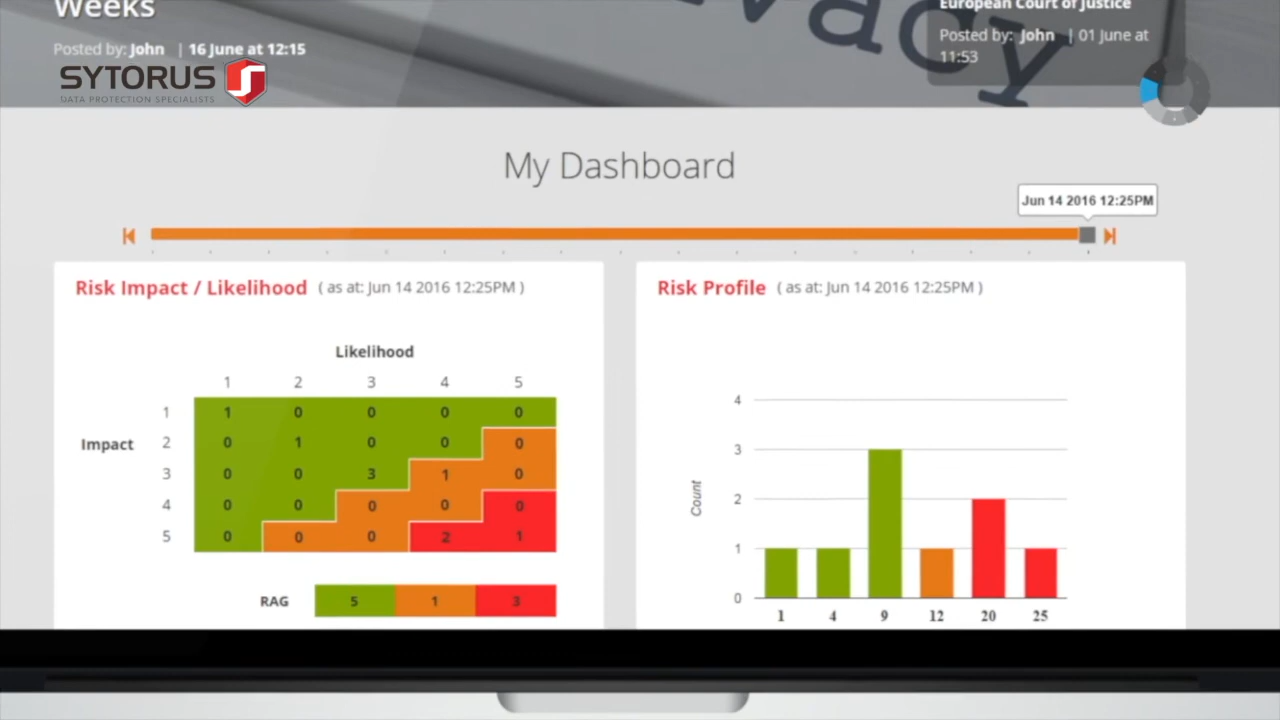 Weeks
Posted by: John | 16 June at 12:15
SYTORUS
DATA PROTECTION SPECIALISTS
European Court of Justice
Posted by: John | 01 June at
11:53
vacy
My Dashboard
Jun 14 2016 12:25PM
Risk Impact / Likelihood ( as at: Jun 14 2016 12:25PM )
Likelihood
1 2 3 4 5
1 1 0 0 0 0
Impact 2 0 1 0 0 0
3 0 0 3 1 0
4 0 0 0 0 0
5 0 0 0 2 1
RAG 5 1 3
Risk Profile ( as at: Jun 14 2016 12:25PM )
Count
4
3
2
1
0
1 4 9 12 20 25